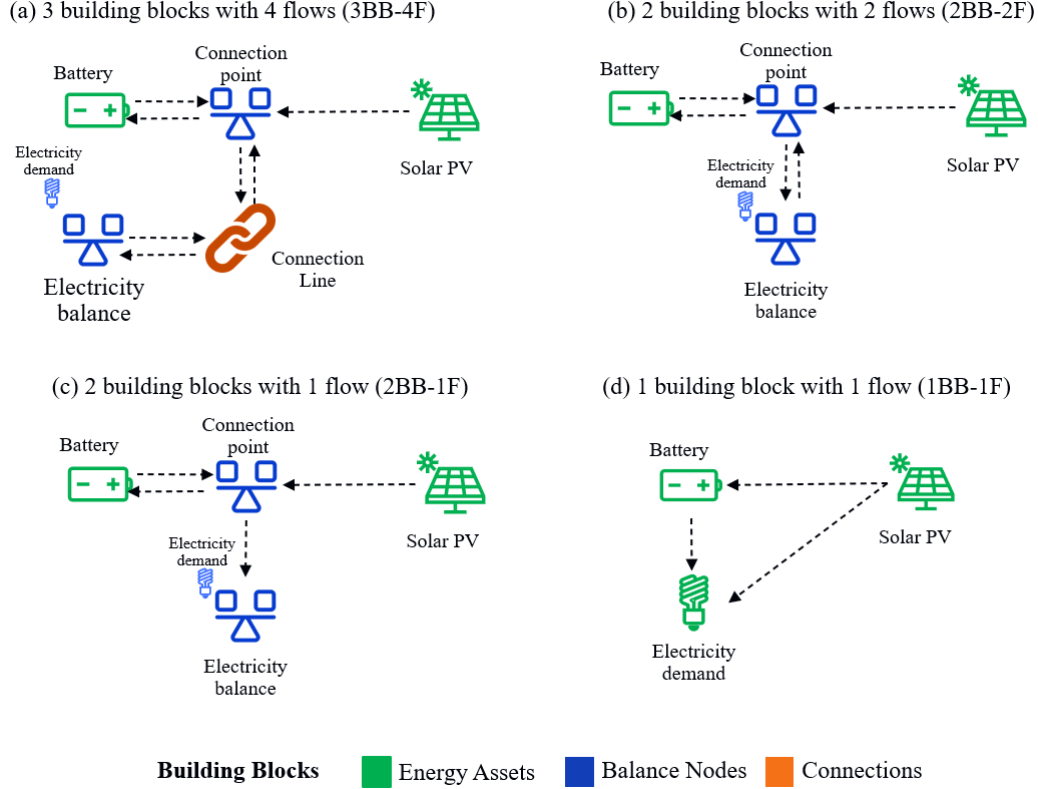 (a) 3 building blocks with 4 flows (3BB-4F)
Battery
Connection
point
Solar PV
Electricity
demand
Connection
Line
Electricity
balance
(b) 2 building blocks with 2 flows (2BB-2F)
Battery
Connection
point
Solar PV
Electricity
demand
Electricity
balance
(c) 2 building blocks with 1 flow (2BB-1F)
Battery
Connection
point
Solar PV
Electricity
demand
Electricity
balance
(d) 1 building block with 1 flow (1BB-1F)
Battery
Solar PV
Electricity
demand
Building Blocks Energy Assets Balance Nodes Connections